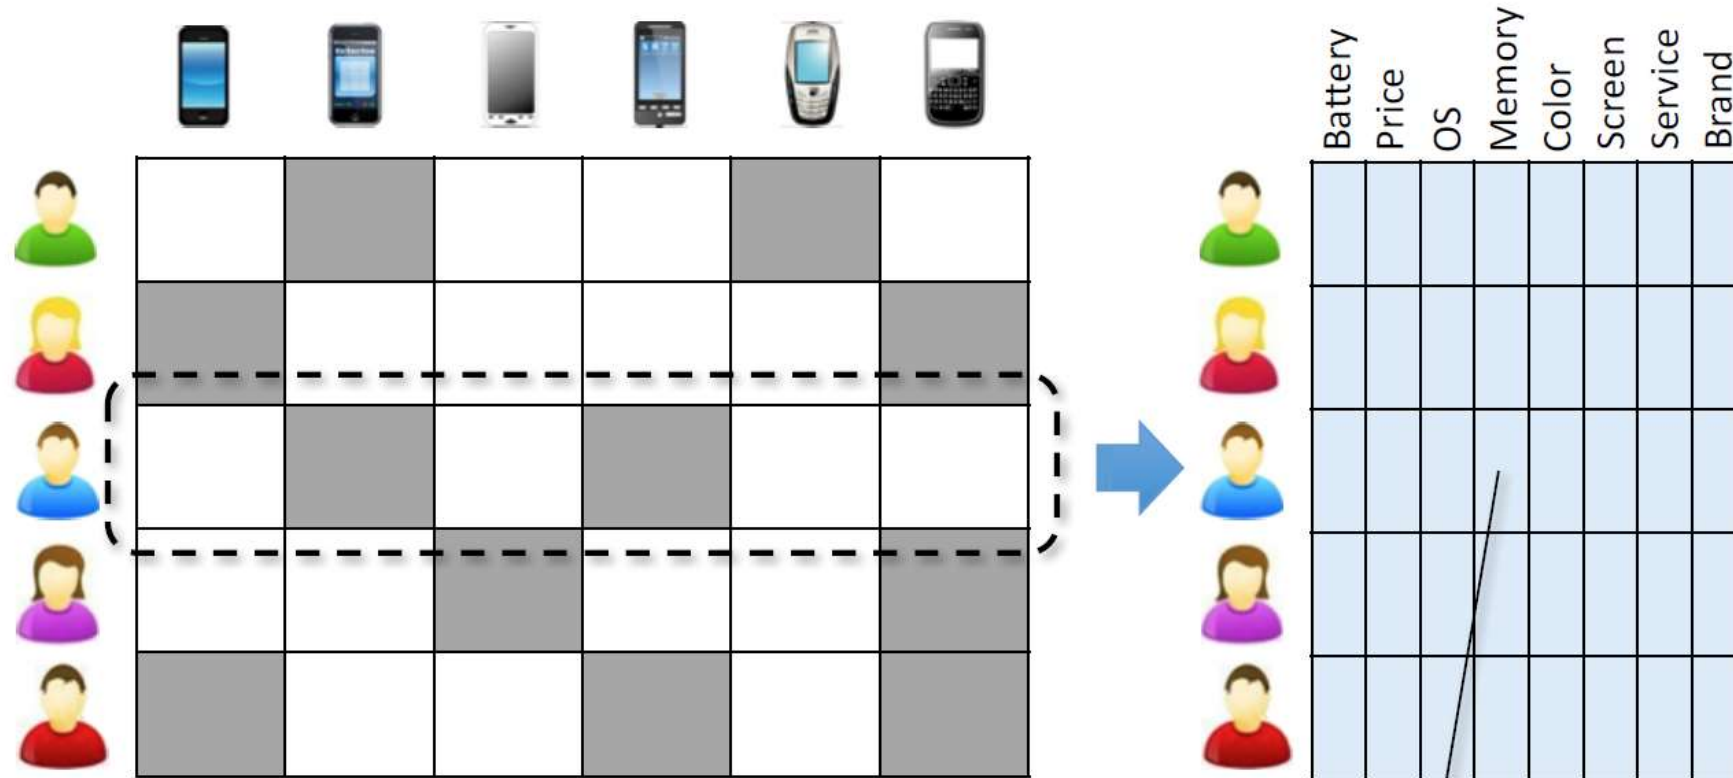 Battery
Price
OS
Memory
Color
Screen
Service
Brand